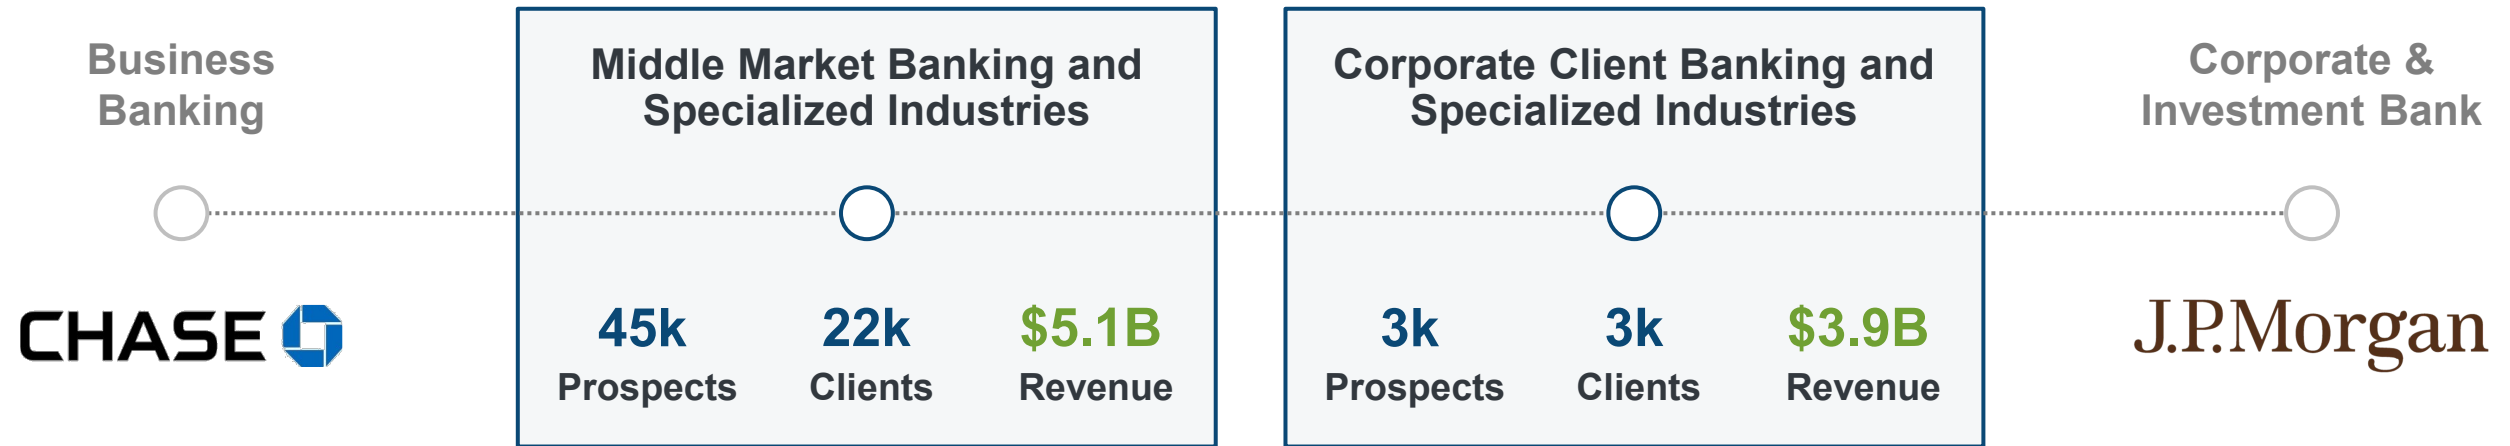 Business
Banking
CHASE
Middle Market Banking and
Specialized Industries
45k 22k $5.1B
Prospects Clients Revenue
Corporate Client Banking and
Specialized Industries
3k 3k $3.9B
Prospects Clients Revenue
Corporate &
Investment Bank
J.P.Morgan